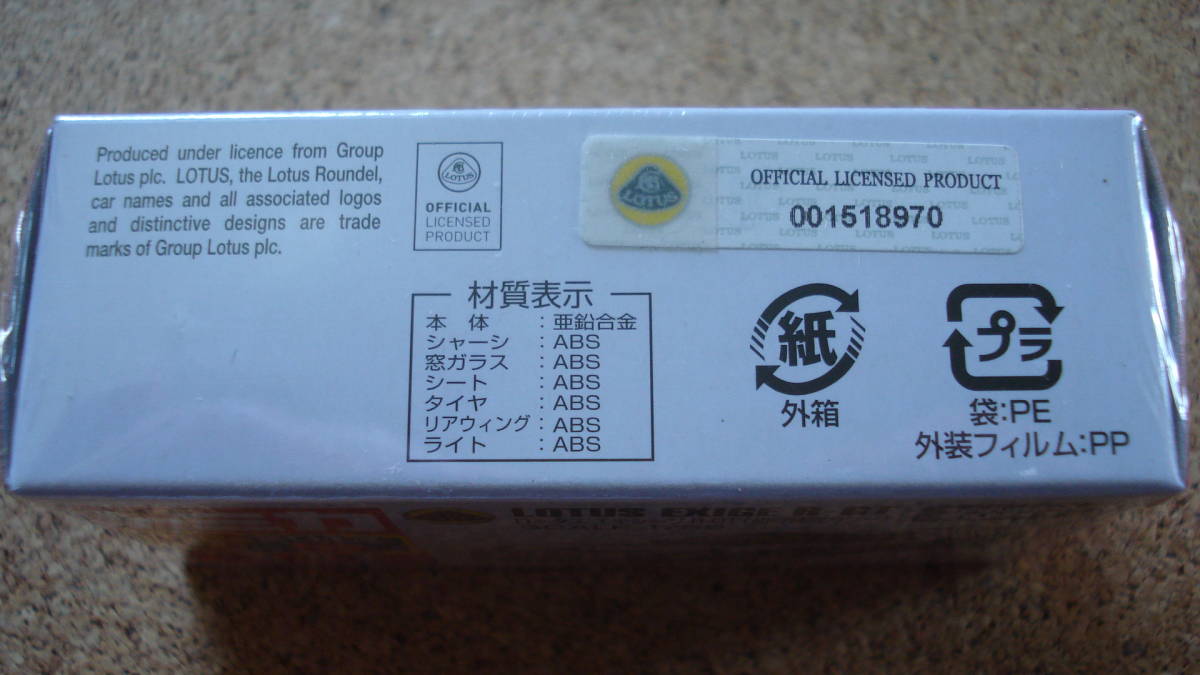 Produced under licence from Group
Lotus plc. LOTUS, the Lotus Roundel,
car names and all associated logos
and distinctive designs are trade
marks of Group Lotus plc.
LOTUS
OFFICIAL
LICENSED
PRODUCT
LOTUS
OFFICIAL LICENSED PRODUCT
001518970
材質表示
本 体 : 亜鉛合金
シャーシ : ABS
窓ガラス : ABS
シート : ABS
タイヤ : ABS
リアウィング : ABS
ライト : ABS
紙
外箱
プラ
袋:PE
外装フィルム:PP
LOTUS EXIGE R